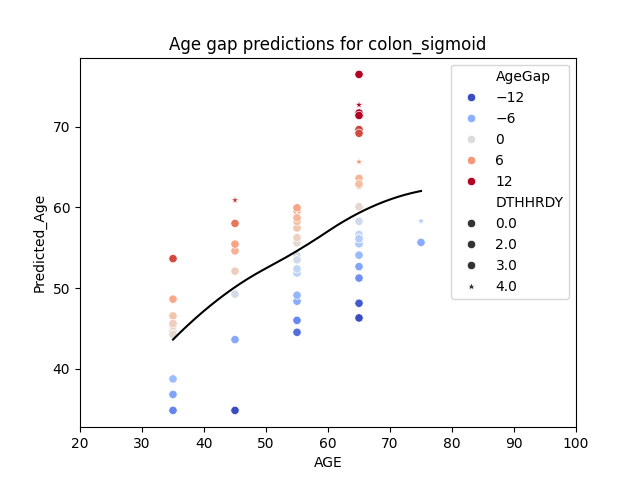 Age gap predictions for colon_sigmoid
Predicted_Age
70
60
50
40
20 30 40 50 60 70 80 90 100
AGE
AgeGap
−12
−6
0
6
12
DTHHRDY
0.0
2.0
3.0
4.0